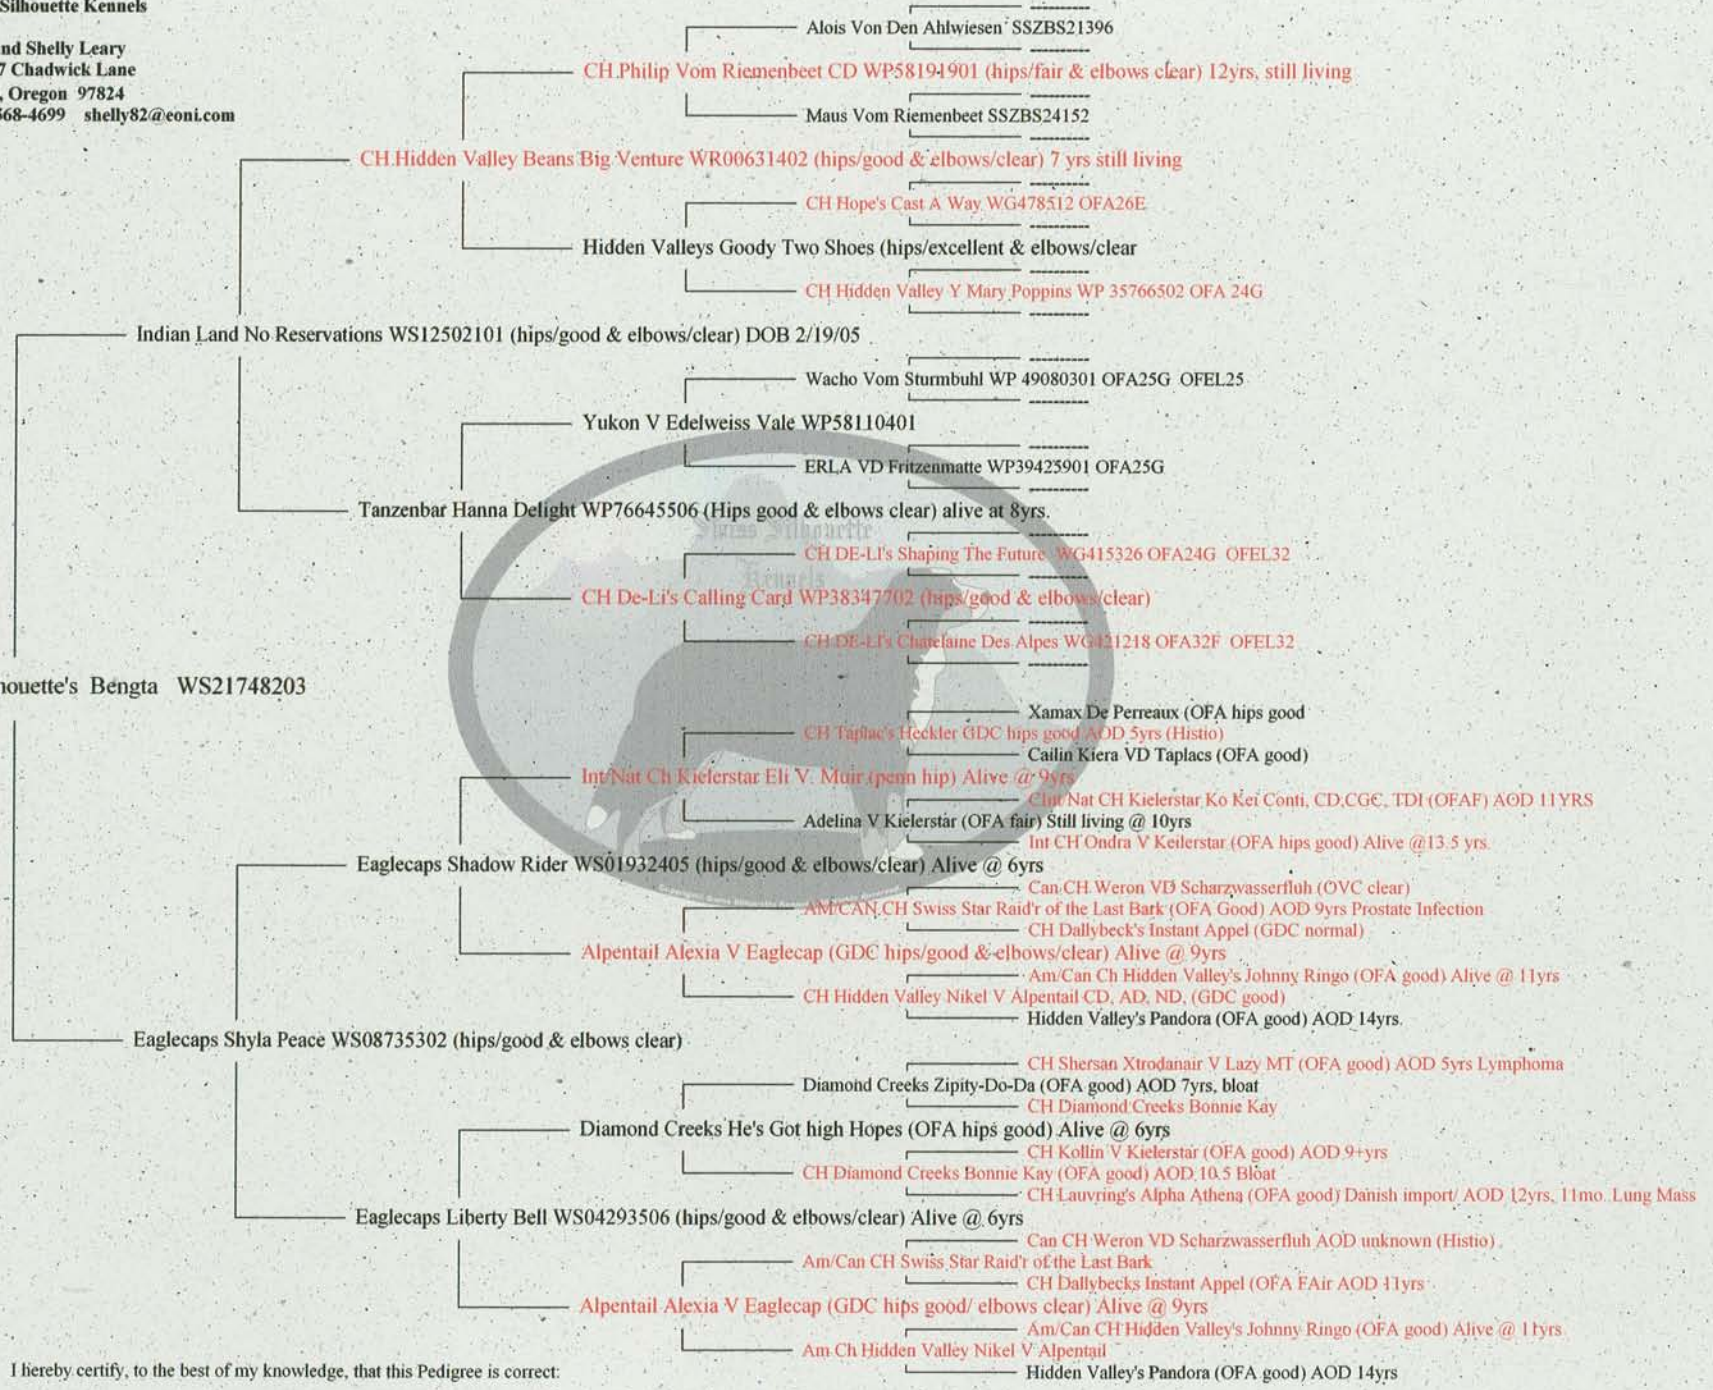 Silhouette Kennels
nd Shelly Leary
7 Chadwick Lane
, Oregon 97824
568-4699 shelly82@eoni.com
Alois Von Den Ahlwiesen SSZBS21396
CH.Philip Vom Riemenbeet CD WP58191901 (hips/fair & elbows clear) 12yrs, still living
Maus Vom Riemenbeet SSZBS24152
CH.Hidden Valley Beans Big Venture WR00631402 (hips/good & elbows/clear) 7 yrs still living
CH Hope's Cast A Way WG478512 OFA26E
Hidden Valleys Goody Two Shoes (hips/excellent & elbows/clear
CH Hidden Valley Y Mary Poppins WP 35766502 OFA 24G
Indian Land No Reservations WS12502101 (hips/good & elbows/clear) DOB 2/19/05
Wacho Vom Sturmbuhl WP 49080301 OFA25G OFEL25
Yukon V Edelweiss Vale WP58110401
ERLA VD Fritzenmatte WP39425901 OFA25G
Tanzenbar Hanna Delight WP76645506 (Hips good & elbows clear) alive at 8yrs.
Swiss Silhouette
CH DE-LI's Shaping The Future WG415326 OFA24G OFEL32
Kennels
CH De-Li's Calling Card WP38347702 (hips/good & elbows/clear)
CH DE-LI's Chatelaine Des Alpes WG421218 OFA32F OFEL32
houette's Bengta WS21748203
Xamax De Perreaux (OFA hips good
CH Taplac's Heckler GDC hips good AOD 5yrs (Histio)
Cailin Kiera VD Taplacs (OFA good)
Int/Nat Ch Kielerstar Eli V. Muir (penn hip) Alive @ 9yrs
CInt Nat CH Kielerstar Ko Kei Conti, CD,CGC, TDI (OFAF) AOD 11YRS
Adelina V Kielerstar (OFA fair) Still living @ 10yrs
Int CH Ondra V Keilerstar (OFA hips good) Alive @13.5 yrs.
Eaglecaps Shadow Rider WS01932405 (hips/good & elbows/clear) Alive @ 6yrs
Can CH Weron VD Scharzwasserfluh (OVC clear)
AM/CAN.CH Swiss Star Raid'r of the Last Bark (OFA Good) AOD 9yrs Prostate Infection
CH Dallybeck's Instant Appel (GDC normal)
Alpentail Alexia V Eaglecap (GDC hips/good & elbows/clear) Alive @ 9yrs
Am/Can Ch Hidden Valley's Johnny Ringo (OFA good) Alive @ 11yrs
CH Hidden Valley Nikel V Alpentail CD, AD, ND, (GDC good)
Hidden Valley's Pandora (OFA good) AOD 14yrs.
Eaglecaps Shyla Peace WS08735302 (hips/good & elbows clear)
CH Shersan Xtrodanair V Lazy MT (OFA good) AOD 5yrs Lymphoma
Diamond Creeks Zipity-Do-Da (OFA good) AOD 7yrs, bloat
CH Diamond Creeks Bonnie Kay
Diamond Creeks He's Got high Hopes (OFA hips good) Alive @ 6yrs
CH Kollin V Kielerstar (OFA good) AOD 9+yrs
CH Diamond Creeks Bonnie Kay (OFA good) AOD 10.5 Bloat
CH Lauvring's Alpha Athena (OFA good) Danish import/ AOD 12yrs, 11mo. Lung Mass
Eaglecaps Liberty Bell WS04293506 (hips/good & elbows/clear) Alive @ 6yrs
Can CH Weron VD Scharzwasserfluh AOD unknown (Histio)
Am/Can CH Swiss Star Raid'r of the Last Bark
CH Dallybecks Instant Appel (OFA FAir AOD 11yrs
Alpentail Alexia V Eaglecap (GDC hips good/ elbows clear) Alive @ 9yrs
Am/Can CH Hidden Valley's Johnny Ringo (OFA good) Alive @ 11yrs
Am Ch Hidden Valley Nikel V Alpentail
Hidden Valley's Pandora (OFA good) AOD 14yrs
I hereby certify, to the best of my knowledge, that this Pedigree is correct: